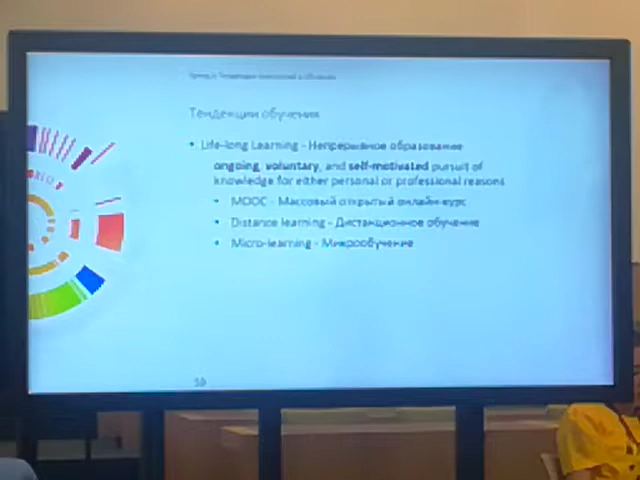 Тенденции обучения
• Life-long Learning - Непрерывное образование
ongoing, voluntary, and self-motivated pursuit of
knowledge for either personal or professional reasons
• MOOC - Массовый открытый онлайн-курс
• Distance learning - Дистанционное обучение
• Micro-learning - Микрообучение